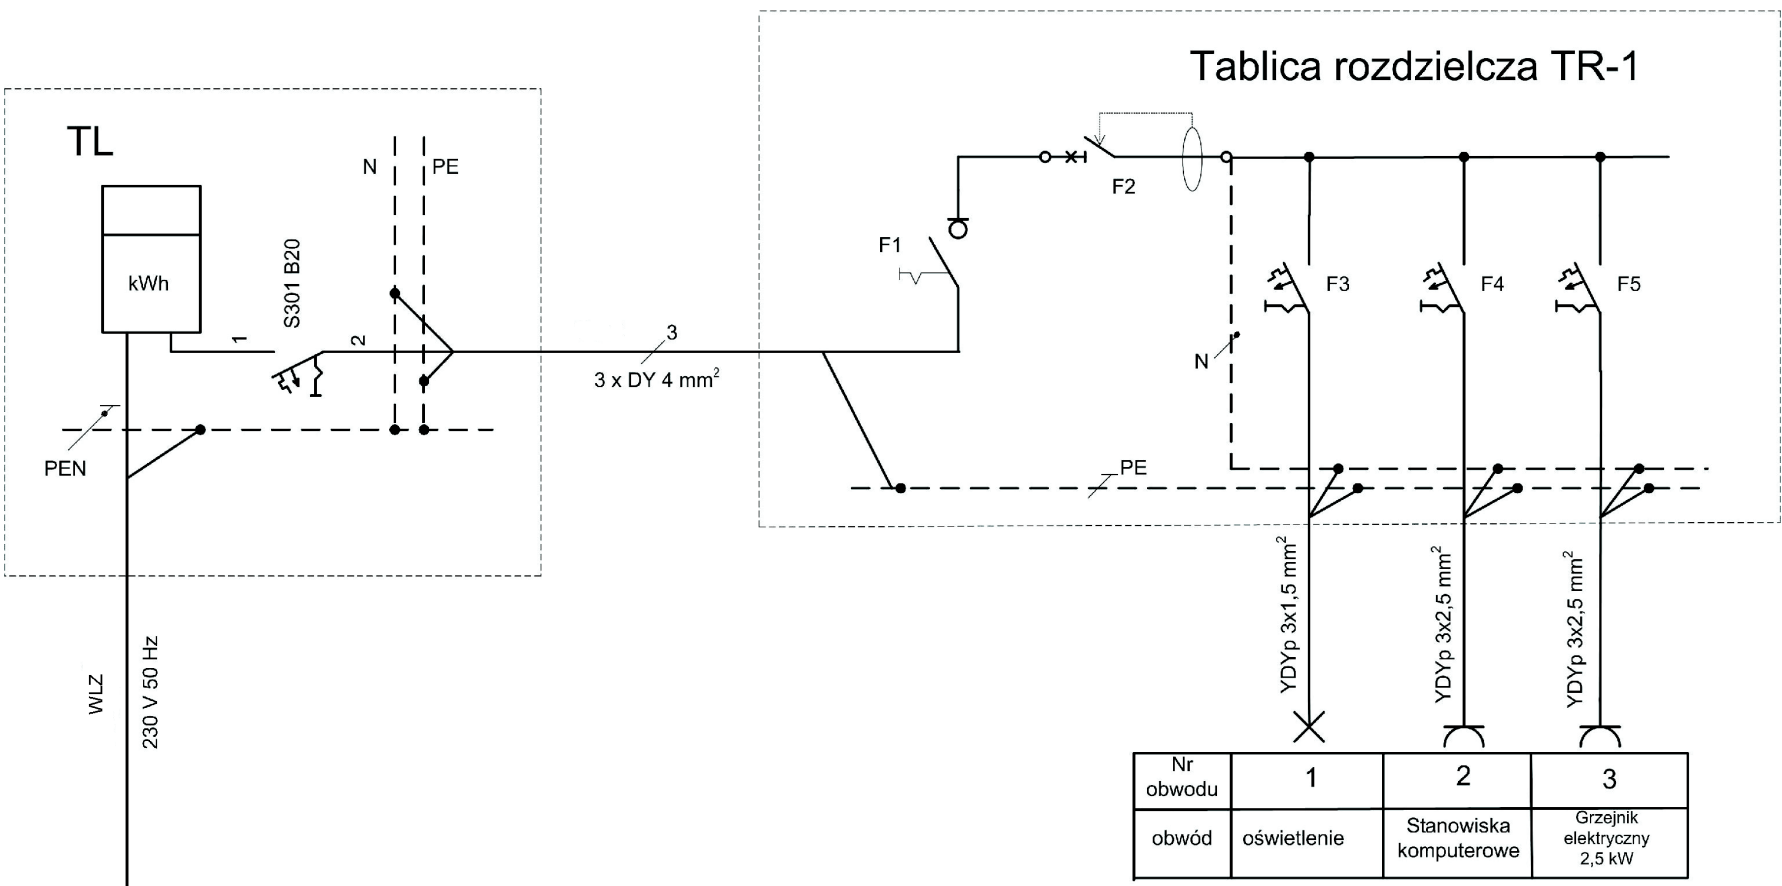 Tablica rozdzielcza TR-1
TL
N
PE
kWh
S301 B20
1
2
3
3 x DY 4 mm²
PEN
WLZ
230 V 50 Hz
F1
F2
F3
F4
F5
N
PE
YDYp 3x1,5 mm²
YDYp 3x2,5 mm²
YDYp 3x2,5 mm²
Nr
obwodu
1
2
3
obwód
oświetlenie
Stanowiska
komputerowe
Grzejnik
elektryczny
2,5 kW